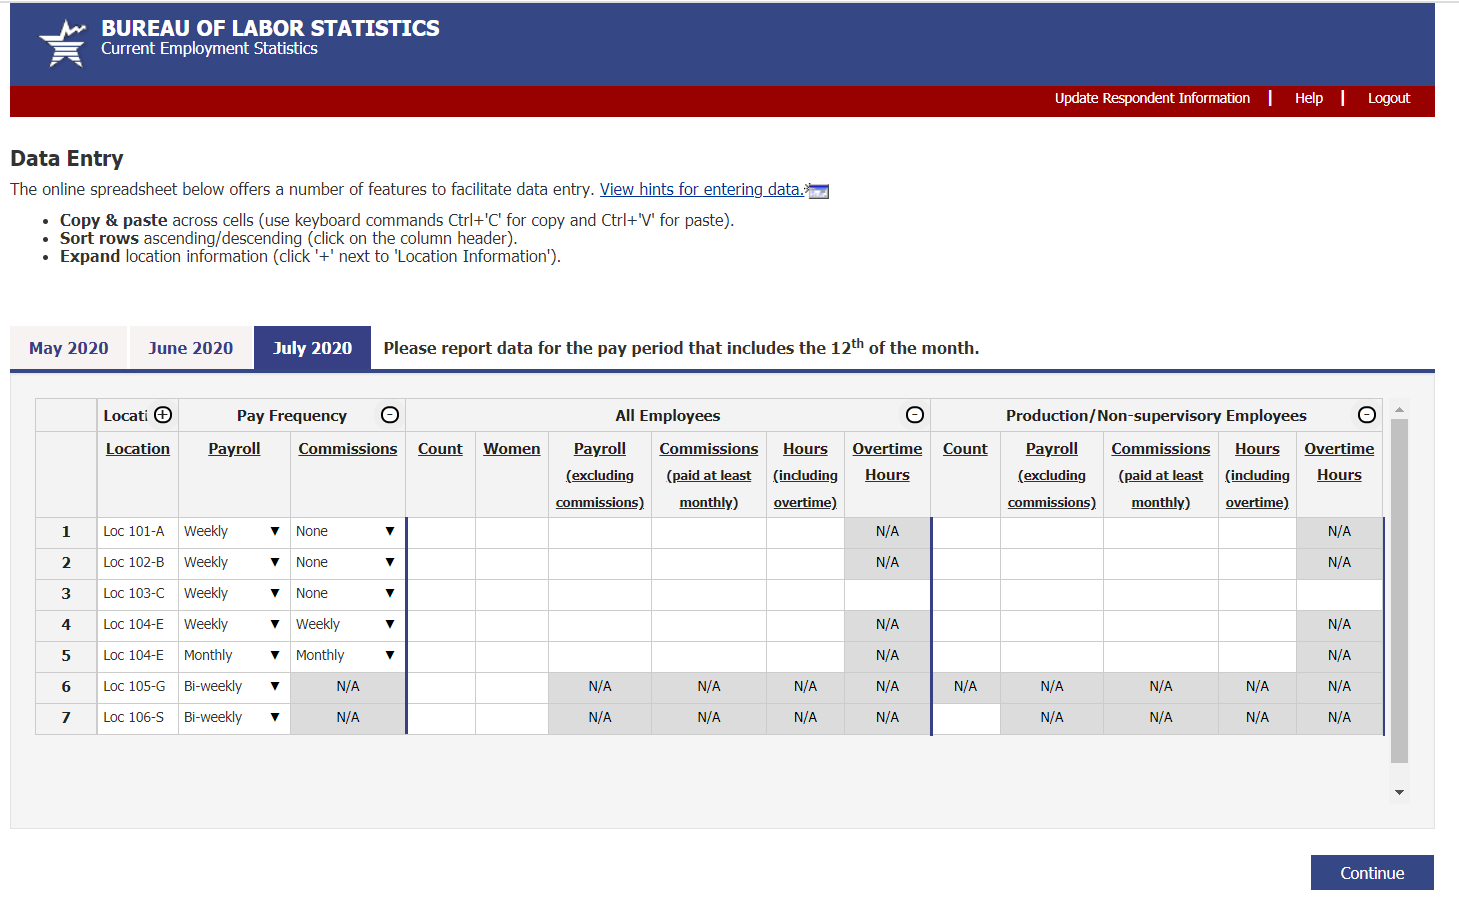 BUREAU OF LABOR STATISTICS
Current Employment Statistics
Update Respondent Information | Help | Logout
Data Entry
The online spreadsheet below offers a number of features to facilitate data entry. View hints for entering data.
• Copy & paste across cells (use keyboard commands Ctrl+'C' for copy and Ctrl+'V' for paste).
• Sort rows ascending/descending (click on the column header).
• Expand location information (click '+' next to 'Location Information').
May 2020 June 2020 July 2020 Please report data for the pay period that includes the 12th of the month.
Locati Pay Frequency All Employees Production/Non-supervisory Employees
Location Payroll Commissions Count Women Payroll Commissions Hours Overtime Count Payroll Commissions Hours Overtime
(excluding (paid at least (including Hours (excluding (paid at least (including Hours
commissions) monthly) overtime) commissions) monthly) overtime)
1 Loc 101-A Weekly ▼ None ▼ N/A N/A
2 Loc 102-B Weekly ▼ None ▼ N/A N/A
3 Loc 103-C Weekly ▼ None ▼
4 Loc 104-E Weekly ▼ Weekly ▼ N/A N/A
5 Loc 104-E Monthly ▼ Monthly ▼ N/A N/A
6 Loc 105-G Bi-weekly ▼ N/A N/A N/A N/A N/A N/A N/A N/A N/A N/A
7 Loc 106-S Bi-weekly ▼ N/A N/A N/A N/A N/A N/A N/A N/A N/A
Continue